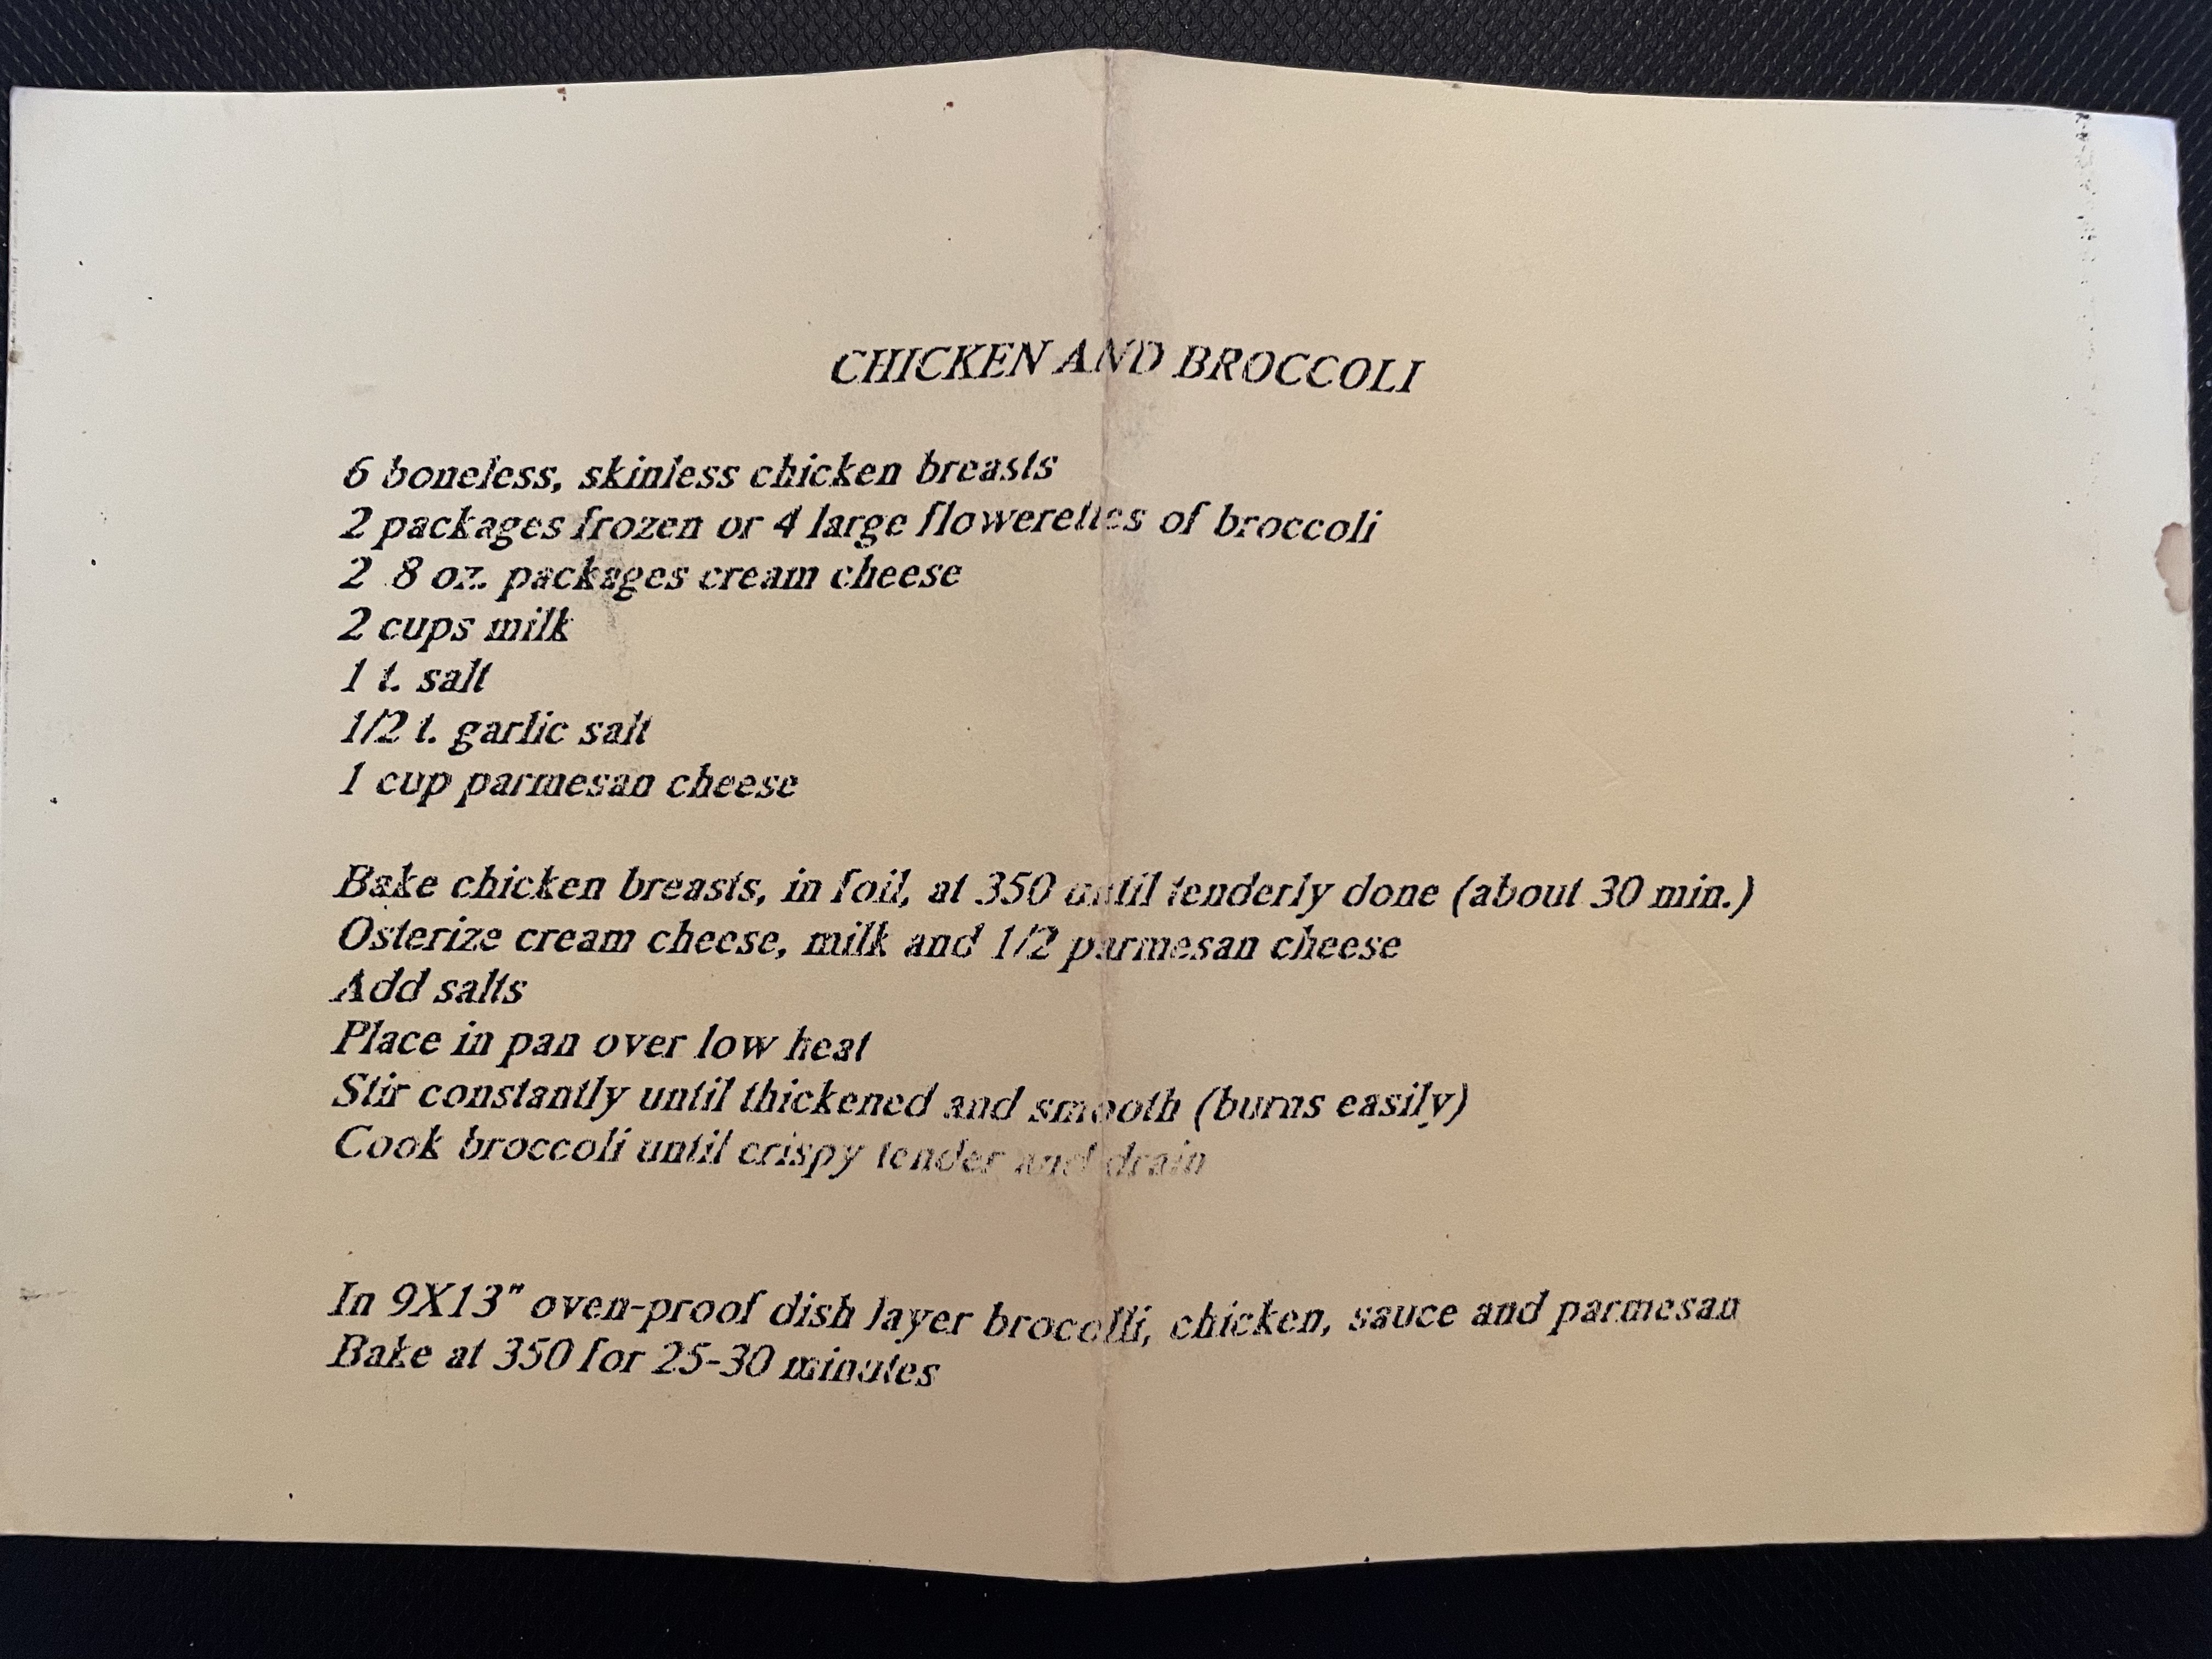 CHICKEN AND BROCCOLI
6 boneless, skinless chicken breasts
2 packages frozen or 4 large flowerettes of broccoli
2 8 oz. packages cream cheese
2 cups milk
1 t. salt
1/2 t. garlic salt
1 cup parmesan cheese
Bake chicken breasts, in foil, at 350 until tenderly done (about 30 min.)
Osterize cream cheese, milk and 1/2 parmesan cheese
Add salts
Place in pan over low heat
Stir constantly until thickened and smooth (burns easily)
Cook broccoli until crispy tender and drain
In 9X13" oven-proof dish layer brocolli, chicken, sauce and parmesan
Bake at 350 for 25-30 minutes